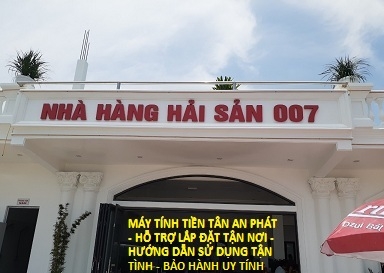 NHÀ HÀNG HẢI SẢN 007
MÁY TÍNH TIỀN TÂN AN PHÁT
- HỖ TRỢ LẮP ĐẶT TẬN NƠI -
HƯỚNG DẪN SỬ DỤNG TẬN
TÌNH - BẢO HÀNH UY TÍNH